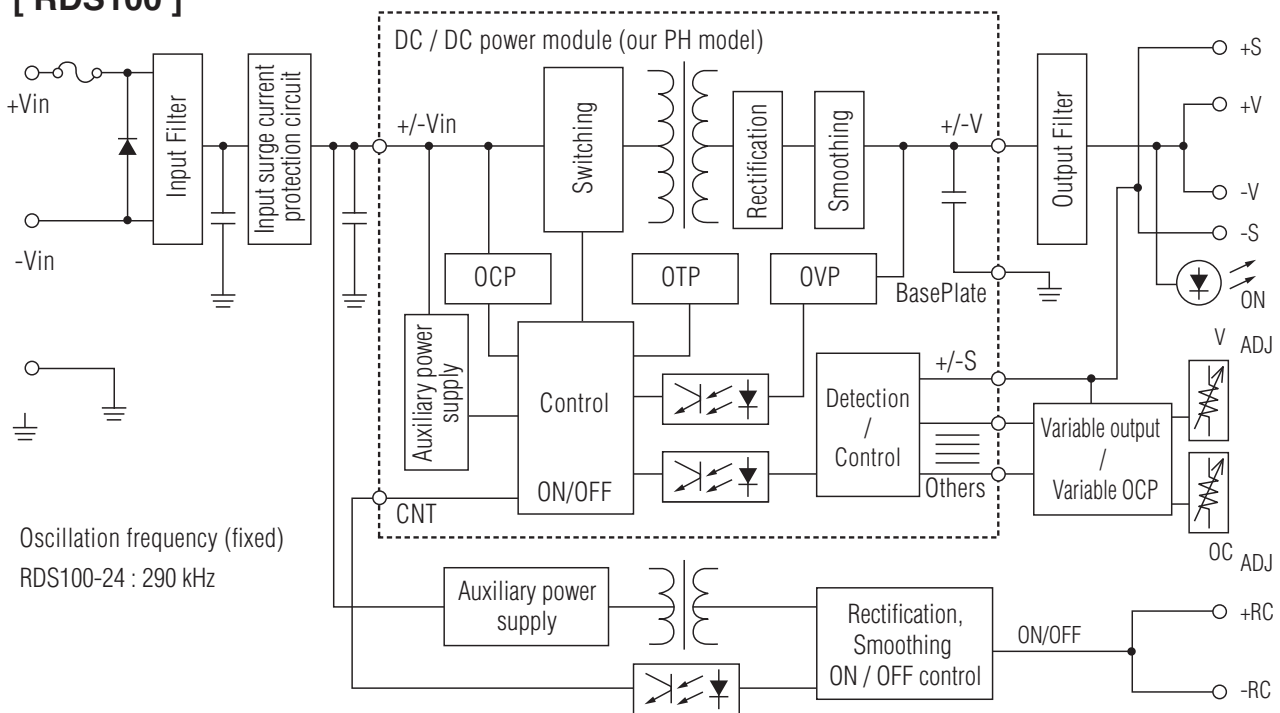 [ RDS100 ]
DC / DC power module (our PH model)
+S
+Vin
Input Filter
Input surge current
protection circuit
+/-Vin
Switching
Rectification
Smoothing
+/-V
Output Filter
+V
-V
-S
-Vin
OCP
OTP
OVP
BasePlate
ON
V ADJ
Auxiliary power
supply
Control
ON/OFF
Detection
/
Control
+/-S
Others
Variable output
/
Variable OCP
CNT
OC ADJ
Oscillation frequency (fixed)
RDS100-24 : 290 kHz
Auxiliary power
supply
Rectification,
Smoothing
ON / OFF control
ON/OFF
+RC
-RC